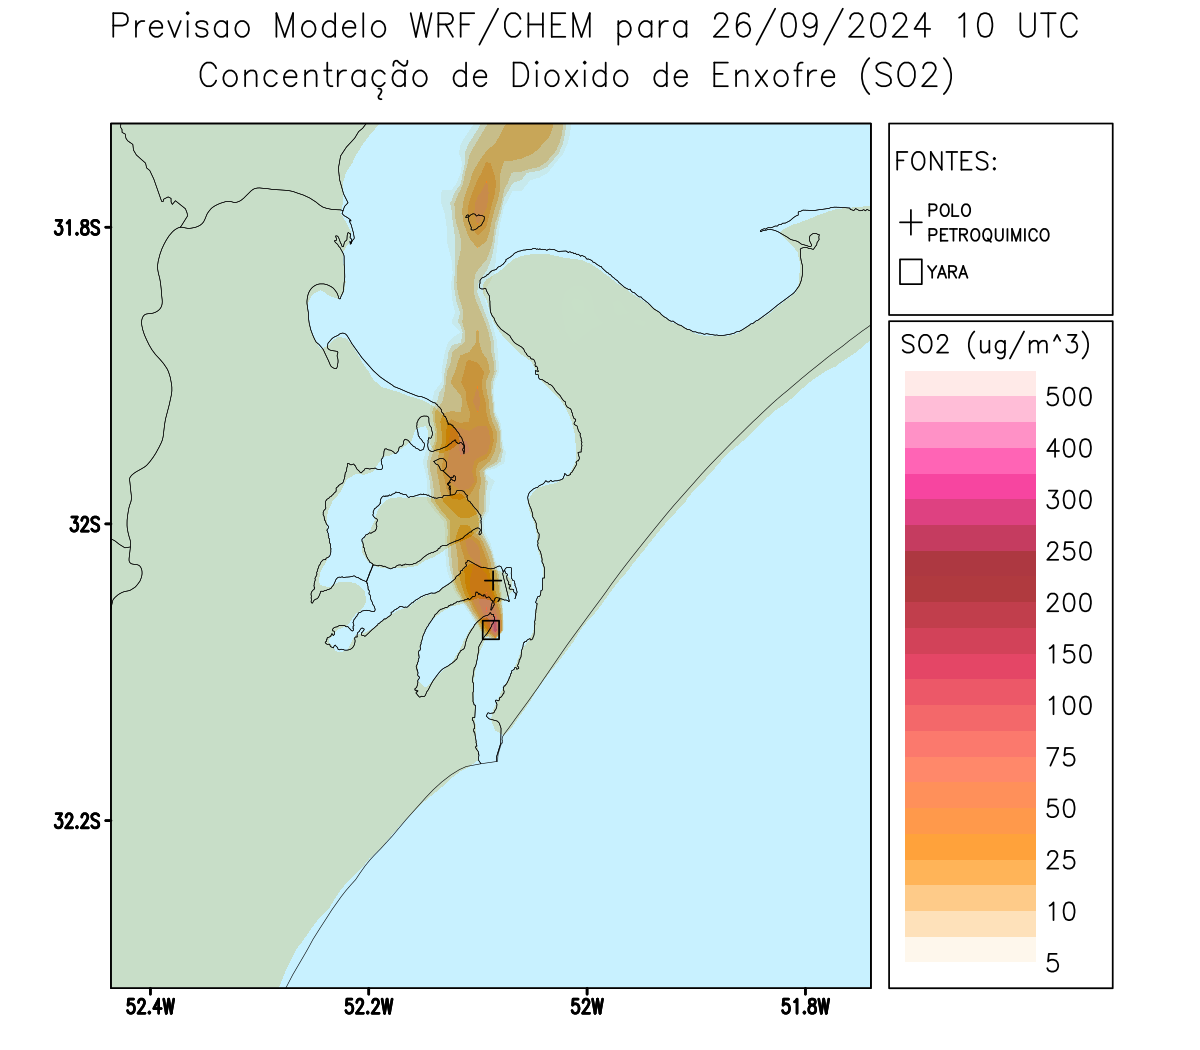 Previsao Modelo WRF/CHEM para 26/09/2024 10 UTC
Concentração de Dioxido de Enxofre (SO2)
FONTES:
POLO
PETROQUIMICO
YARA
SO2 (ug/m^3)
500
400
300
250
200
150
100
75
50
25
10
5
31.8S
32S
32.2S
52.4W
52.2W
52W
51.8W